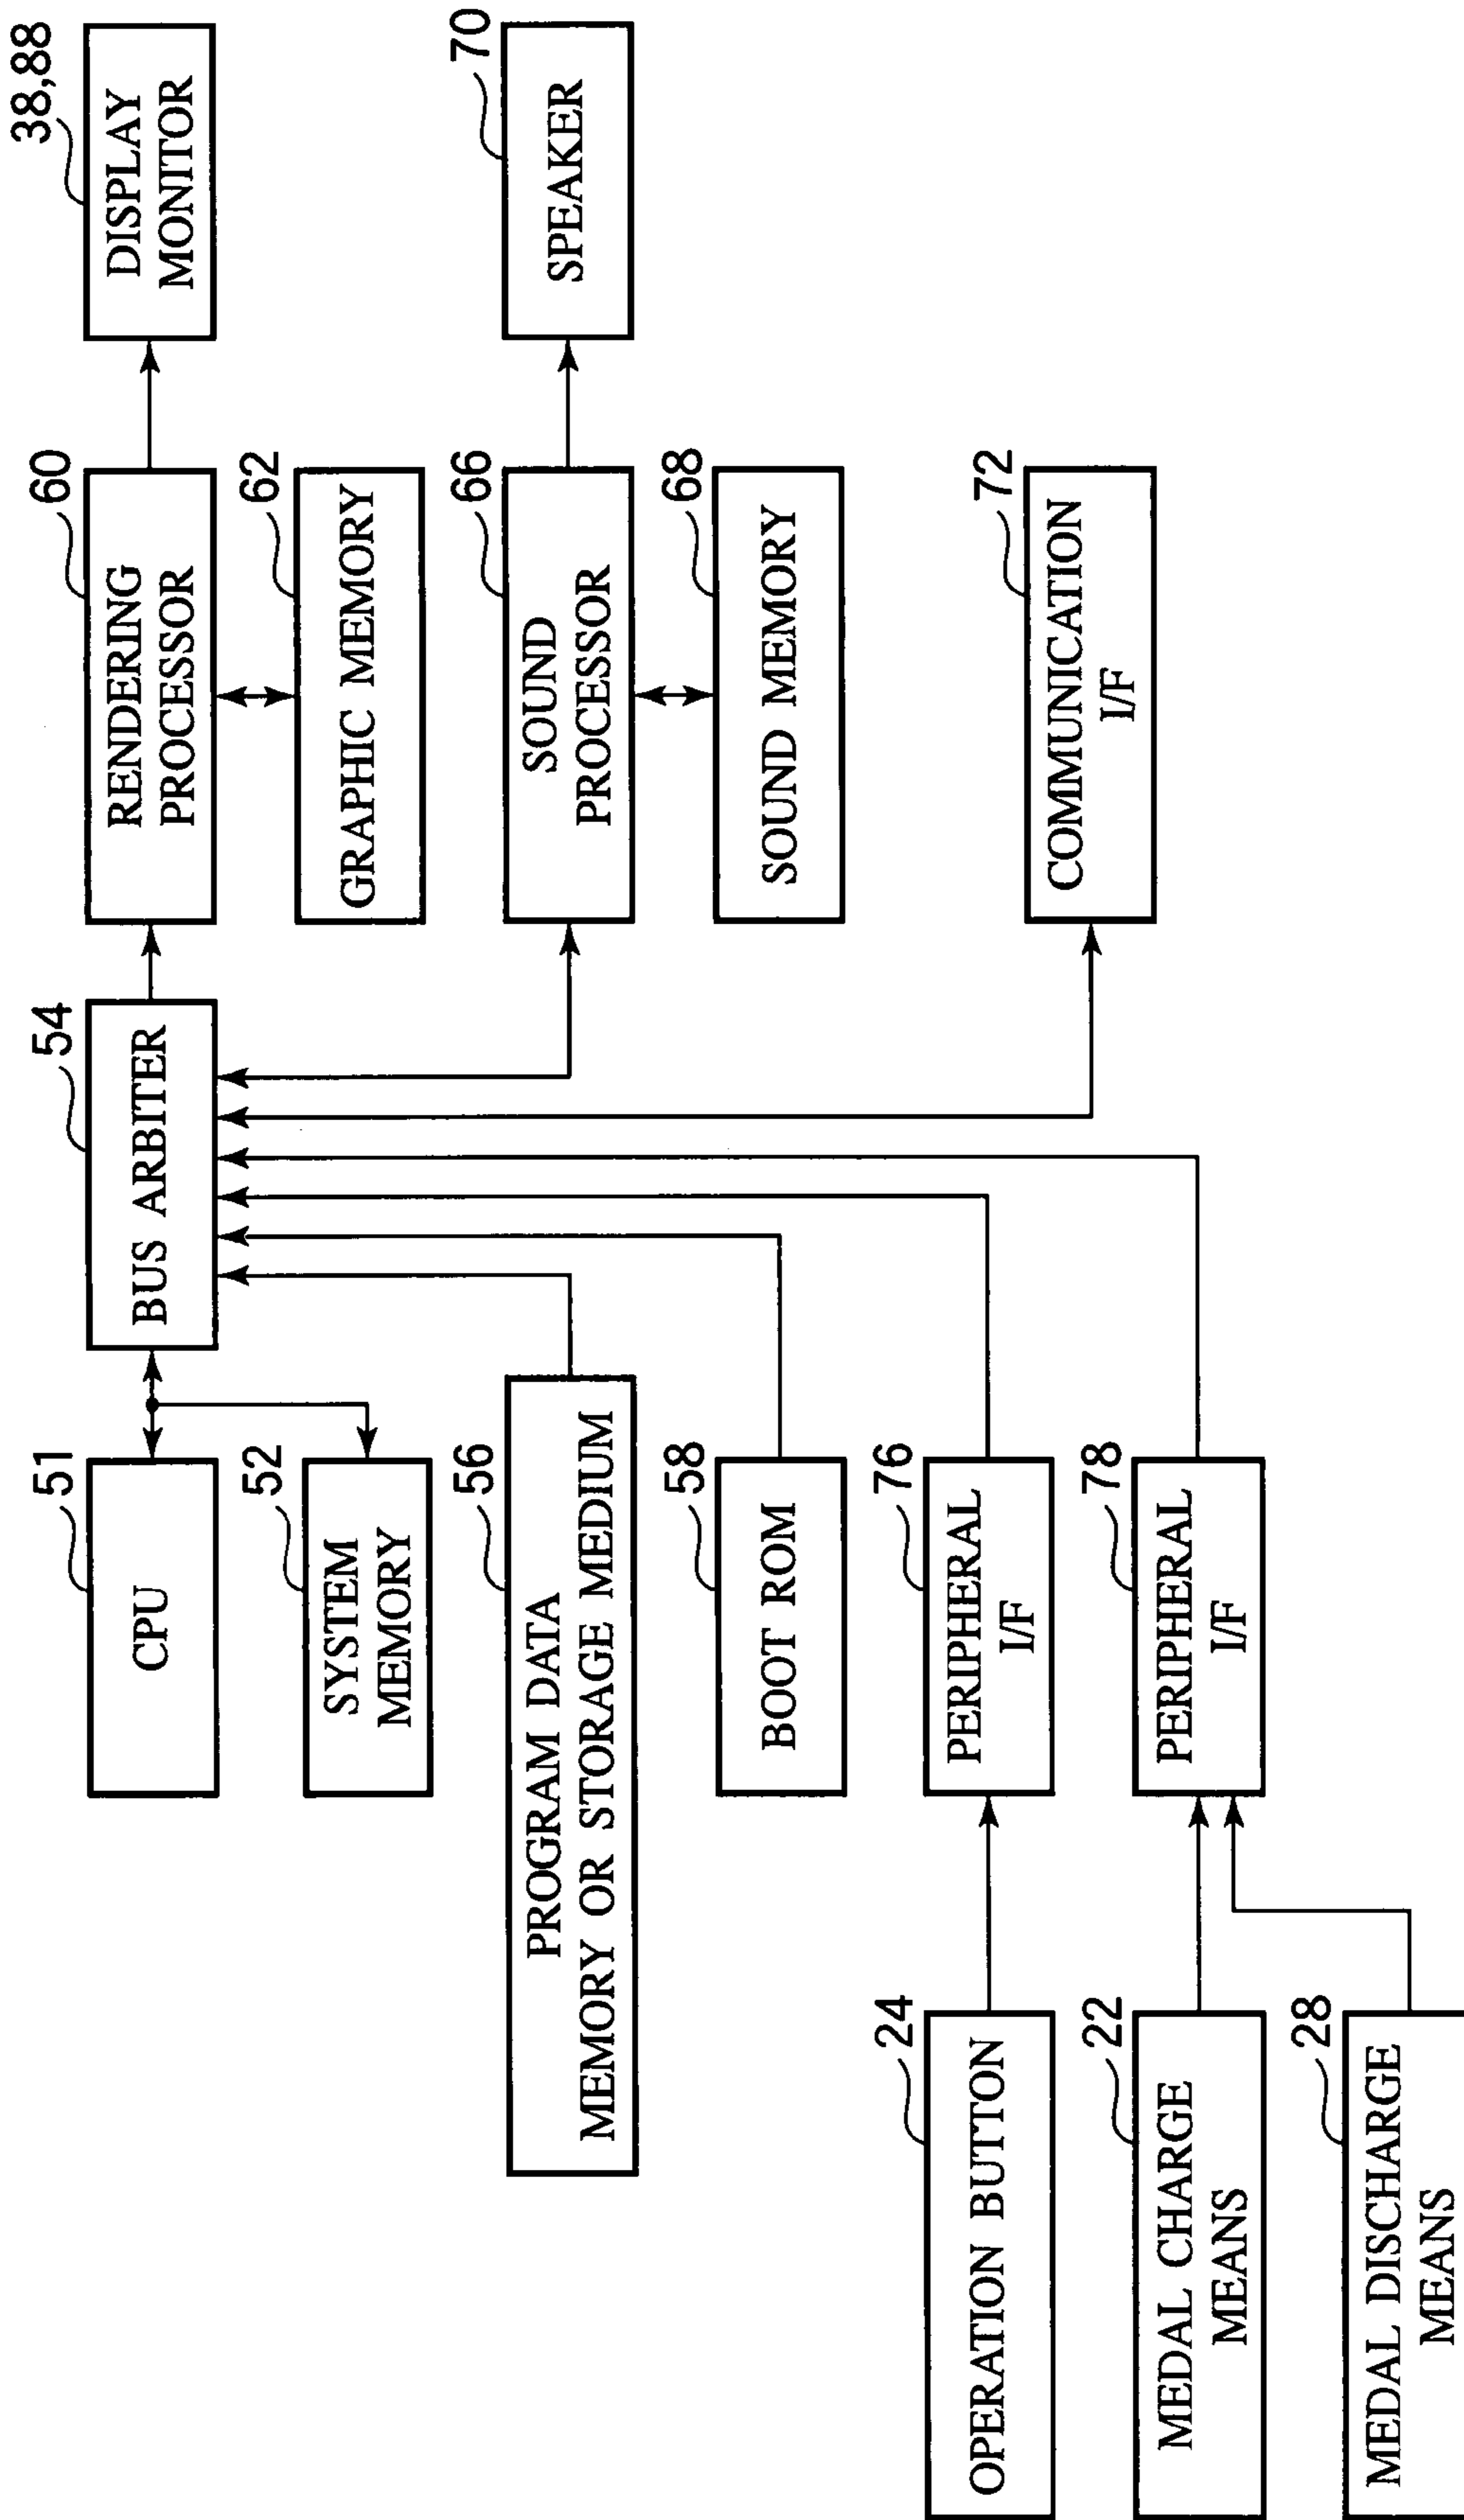 51
CPU
52
SYSTEM
MEMORY
56
PROGRAM DATA
MEMORY OR STORAGE MEDIUM
58
BOOT ROM
24
OPERATION BUTTON
76
PERIPHERAL
I/F
22
MEDAL CHARGE
MEANS
78
PERIPHERAL
I/F
28
MEDAL DISCHARGE
MEANS
54
BUS ARBITER
60
RENDERING
PROCESSOR
62
GRAPHIC MEMORY
66
SOUND
PROCESSOR
68
SOUND MEMORY
72
COMMUNICATION
I/F
38,88
DISPLAY
MONITOR
70
SPEAKER